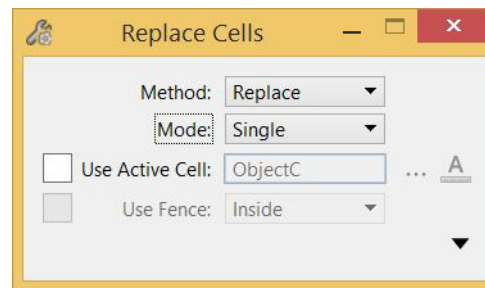 Replace Cells
Method: Replace
Mode: Single
Use Active Cell: ObjectC ... A
Use Fence: Inside